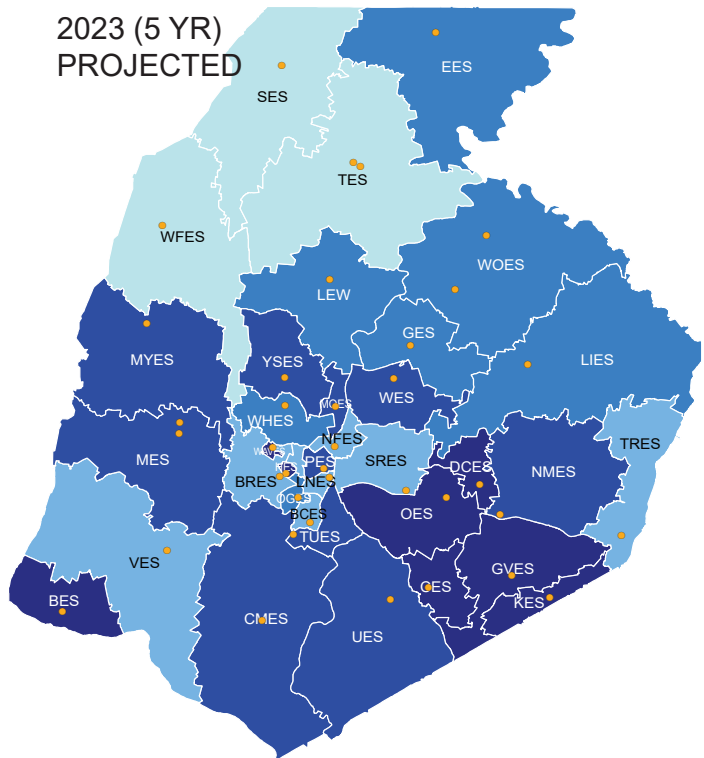 2023 (5 YR)
PROJECTED
EES
SES
TES
WFES
WOES
LEW
GES
MYES
YSES
LIES
WES
MCES
WHES
TRES
NFES
MES
PES
SRES
DCES
NMES
BRES
LNES
OES
BCES
TUES
VES
GVES
CES
BES
KES
CMES
UES